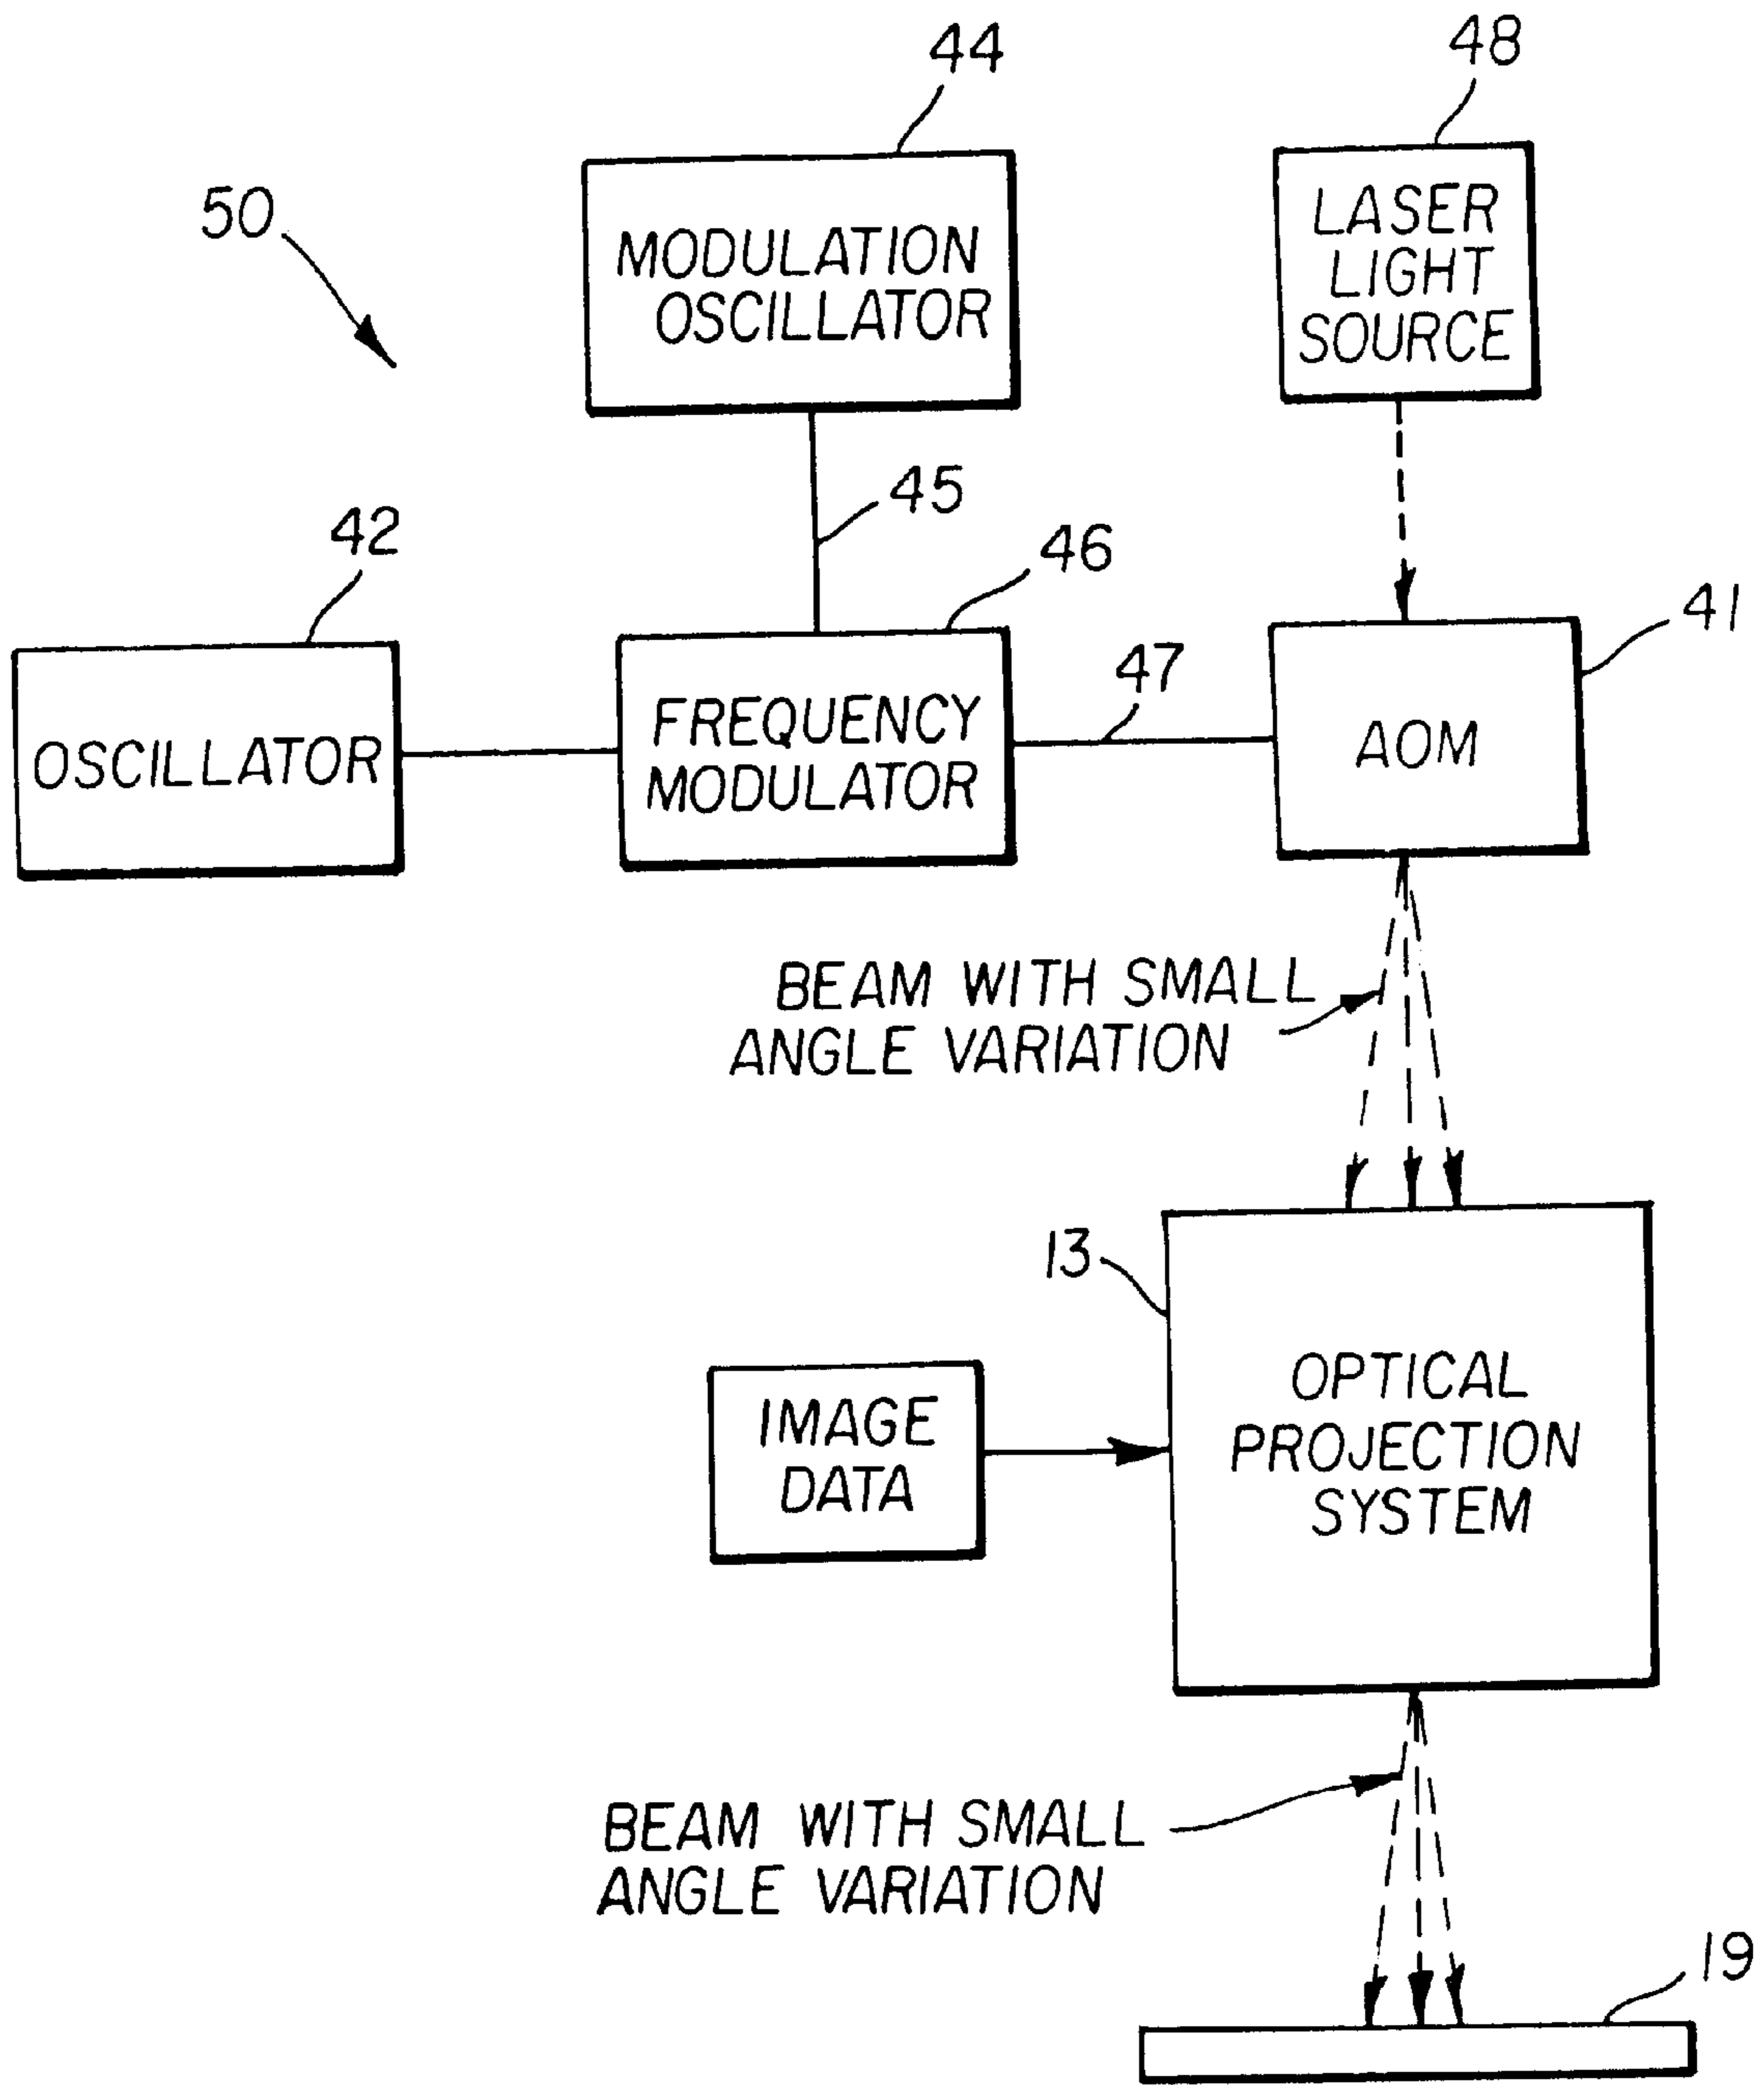 44
48
50
MODULATION
OSCILLATOR
LASER
LIGHT
SOURCE
45
42
46
41
47
OSCILLATOR
FREQUENCY
MODULATOR
AOM
BEAM WITH SMALL
ANGLE VARIATION
13
IMAGE
DATA
OPTICAL
PROJECTION
SYSTEM
BEAM WITH SMALL
ANGLE VARIATION
19